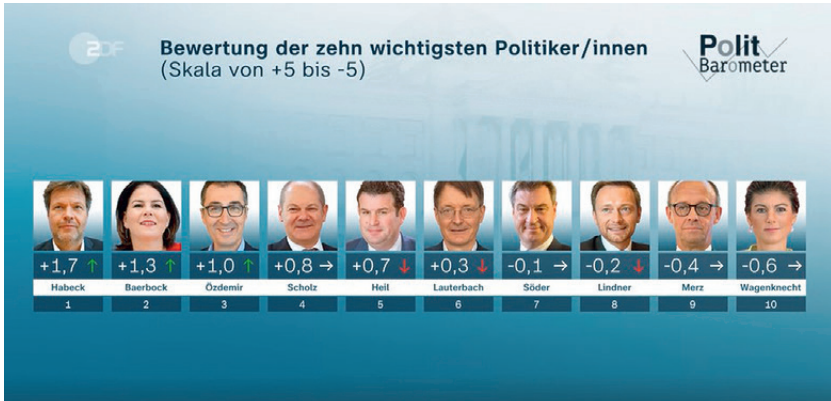 ZDF
Bewertung der zehn wichtigsten Politiker/innen
(Skala von +5 bis -5)
Polit
Barometer
+1,7 ↑ +1,3 ↑ +1,0 ↑ +0,8 → +0,7 ↓ +0,3 ↓ -0,1 → -0,2 ↓ -0,4 → -0,6 →
Habeck Baerbock Özdemir Scholz Heil Lauterbach Söder Lindner Merz Wagenknecht
1 2 3 4 5 6 7 8 9 10